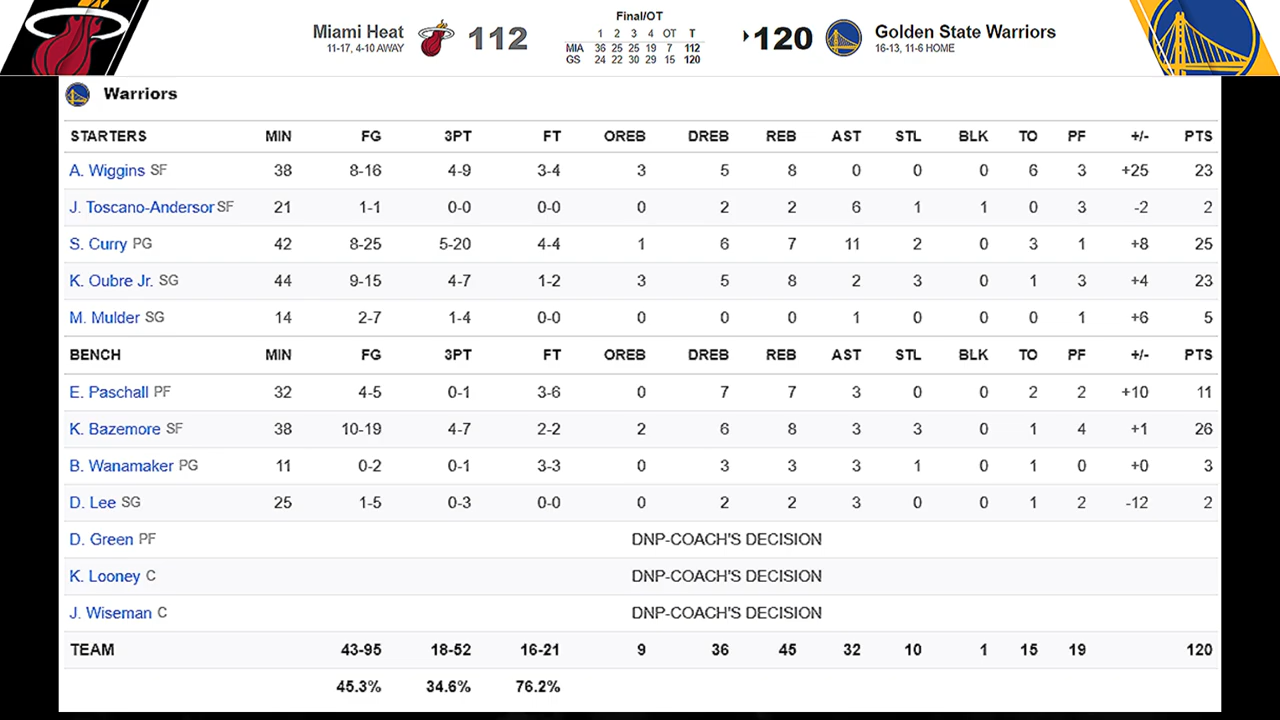 Final/OT
Miami Heat 112 120 Golden State Warriors
11-17, 4-10 AWAY 16-13, 11-6 HOME
1 2 3 4 OT T
MIA 36 25 25 19 7 112
GS 24 22 30 29 15 120
Warriors
STARTERS MIN FG 3PT FT OREB DREB REB AST STL BLK TO PF +/- PTS
A. Wiggins SF 38 8-16 4-9 3-4 3 5 8 0 0 0 6 3 +25 23
J. Toscano-Andersor SF 21 1-1 0-0 0-0 0 2 2 6 1 1 0 3 -2 2
S. Curry PG 42 8-25 5-20 4-4 1 6 7 11 2 0 3 1 +8 25
K. Oubre Jr. SG 44 9-15 4-7 1-2 3 5 8 2 3 0 1 3 +4 23
M. Mulder SG 14 2-7 1-4 0-0 0 0 0 1 0 0 0 1 +6 5
BENCH MIN FG 3PT FT OREB DREB REB AST STL BLK TO PF +/- PTS
E. Paschall PF 32 4-5 0-1 3-6 0 7 7 3 0 0 2 2 +10 11
K. Bazemore SF 38 10-19 4-7 2-2 2 6 8 3 3 0 1 4 +1 26
B. Wanamaker PG 11 0-2 0-1 3-3 0 3 3 3 1 0 1 0 +0 3
D. Lee SG 25 1-5 0-3 0-0 0 2 2 3 0 0 1 2 -12 2
D. Green PF DNP-COACH'S DECISION
K. Looney C DNP-COACH'S DECISION
J. Wiseman C DNP-COACH'S DECISION
TEAM 43-95 18-52 16-21 9 36 45 32 10 1 15 19 120
45.3% 34.6% 76.2%